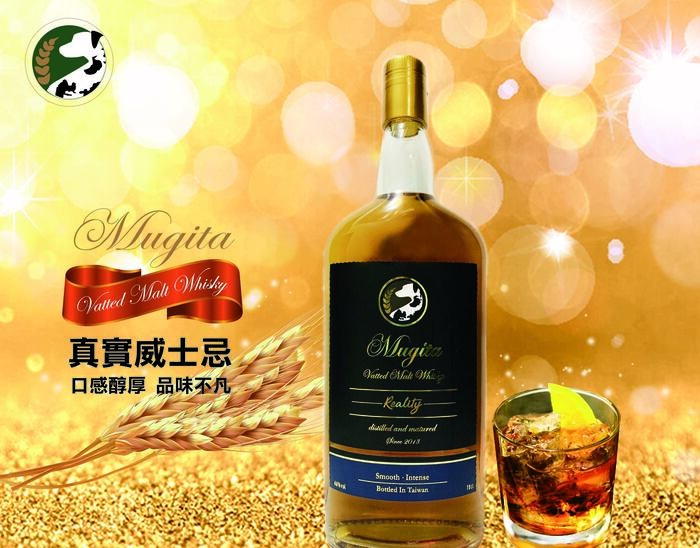 Mugita
Vatted Malt Whisky
真實威士忌
口感醇厚 品味不凡
Mugita
Vatted Malt Whisky
Reality
distilled and matured
Since 2013
Smooth · Intense
Bottled In Taiwan